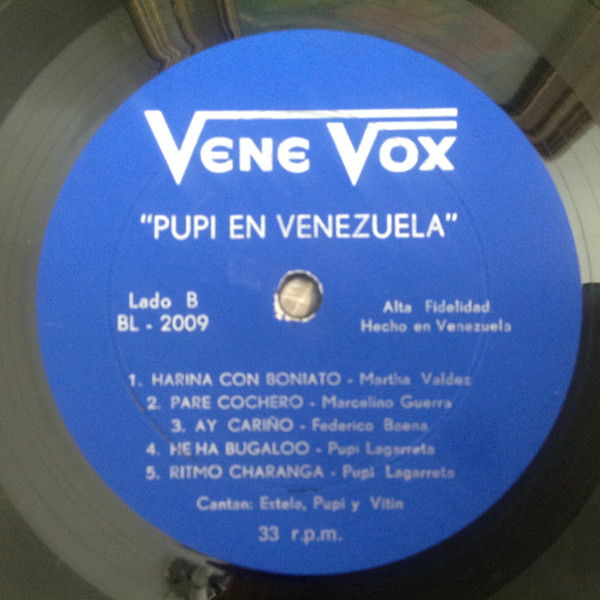 VENE VOX
"PUPI EN VENEZUELA"
Lado B
BL - 2009
Alta Fidelidad
Hecho en Venezuela
1. HARINA CON BONIATO - Martha Valdez
2. PARE COCHERO - Marcelino Guerra
3. AY CARIÑO - Federico Baena
4. HE HA BUGALOO - Pupi Lagarreta
5. RITMO CHARANGA - Pupi Lagarreta
Cantan: Estela, Pupi y Vitin
33 r.p.m.